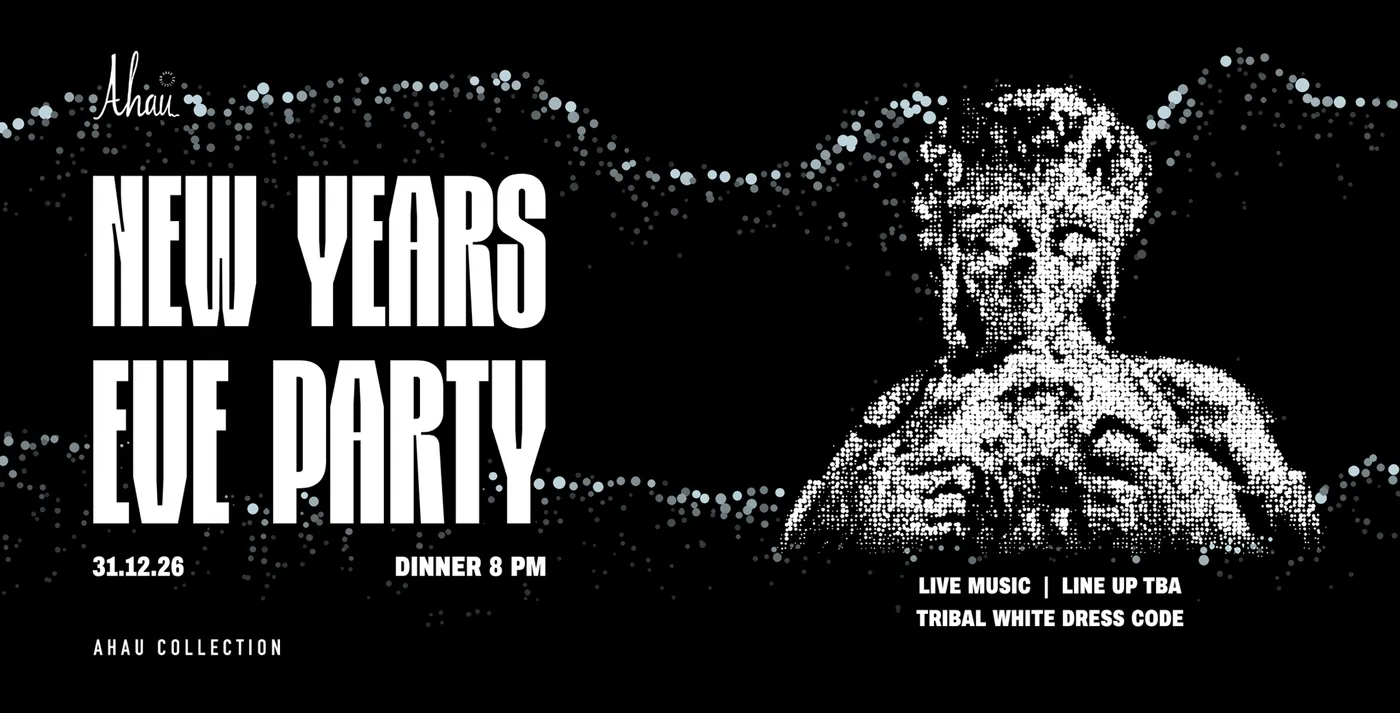 Ahau
NEW YEARS
EVE PARTY
31.12.26
DINNER 8 PM
AHAU COLLECTION
LIVE MUSIC | LINE UP TBA
TRIBAL WHITE DRESS CODE